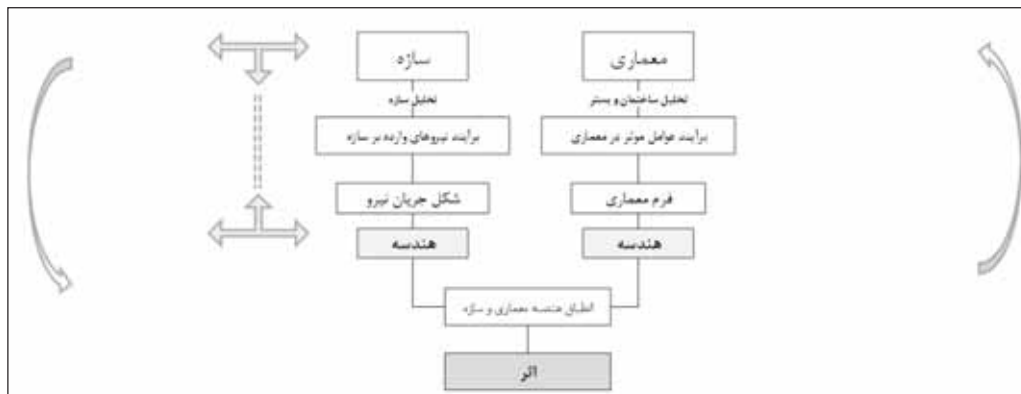 معماری
سازه
تحلیل ساختمان و بستر
تحلیل سازه
برآیند عوامل موثر در معماری
برآیند نیروهای وارده بر سازه
فرم معماری
شکل جریان نیرو
هندسه
هندسه
انطباق هندسه معماری و سازه
اثر